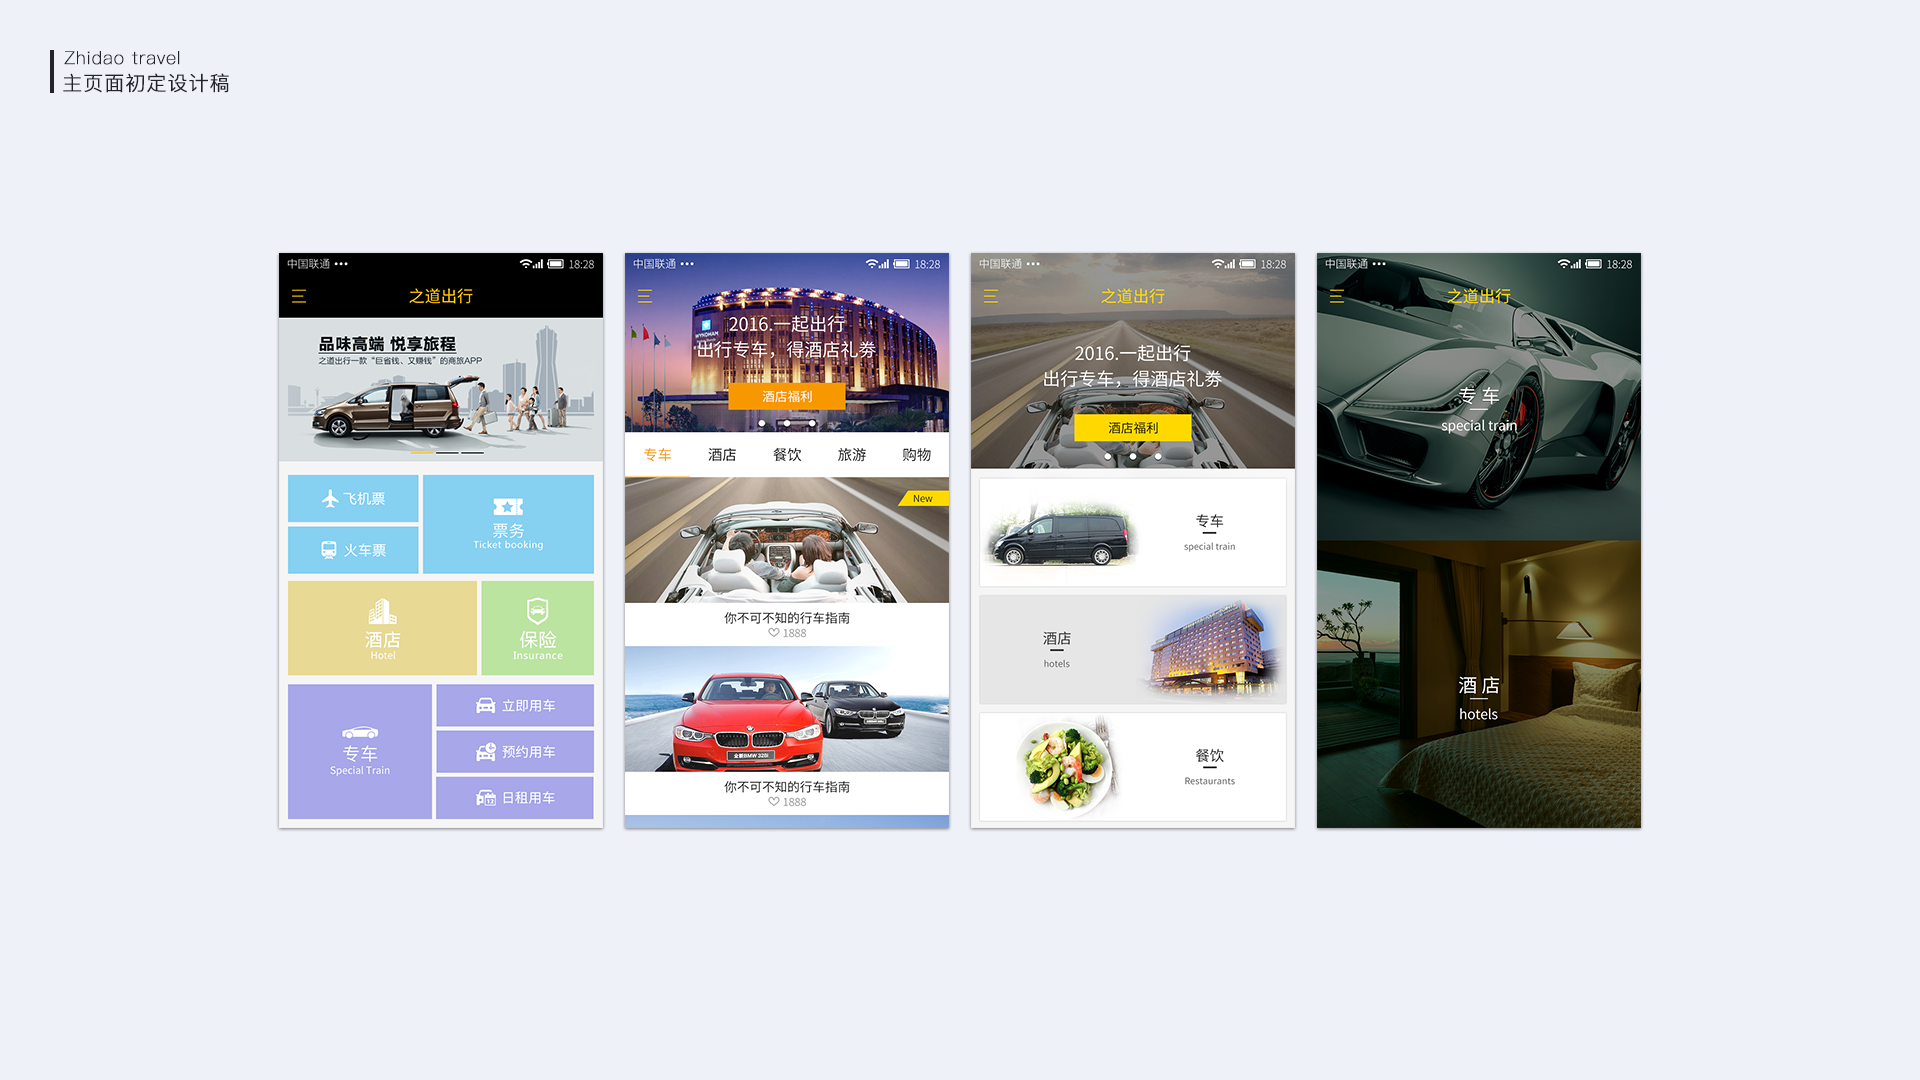 Zhidao travel
主页面初定设计稿
中国联通
18:28
之道出行
品味高端 悦享旅程
之道出行一款“巨省钱、又赚钱”的商旅APP
飞机票
火车票
票务
Ticket booking
酒店
Hotel
保险
Insurance
专车
Special Train
立即用车
预约用车
日租用车
中国联通
18:28
WYNDHAM
2016.一起出行
出行专车，得酒店礼券
酒店福利
专车
酒店
餐饮
旅游
购物
New
你不可不知的行车指南
1888
全新BMW 328i
你不可不知的行车指南
1888
中国联通
18:28
之道出行
2016.一起出行
出行专车，得酒店礼券
酒店福利
专车
special train
酒店
hotels
餐饮
Restaurants
中国联通
18:28
之道出行
专车
special train
酒店
hotels